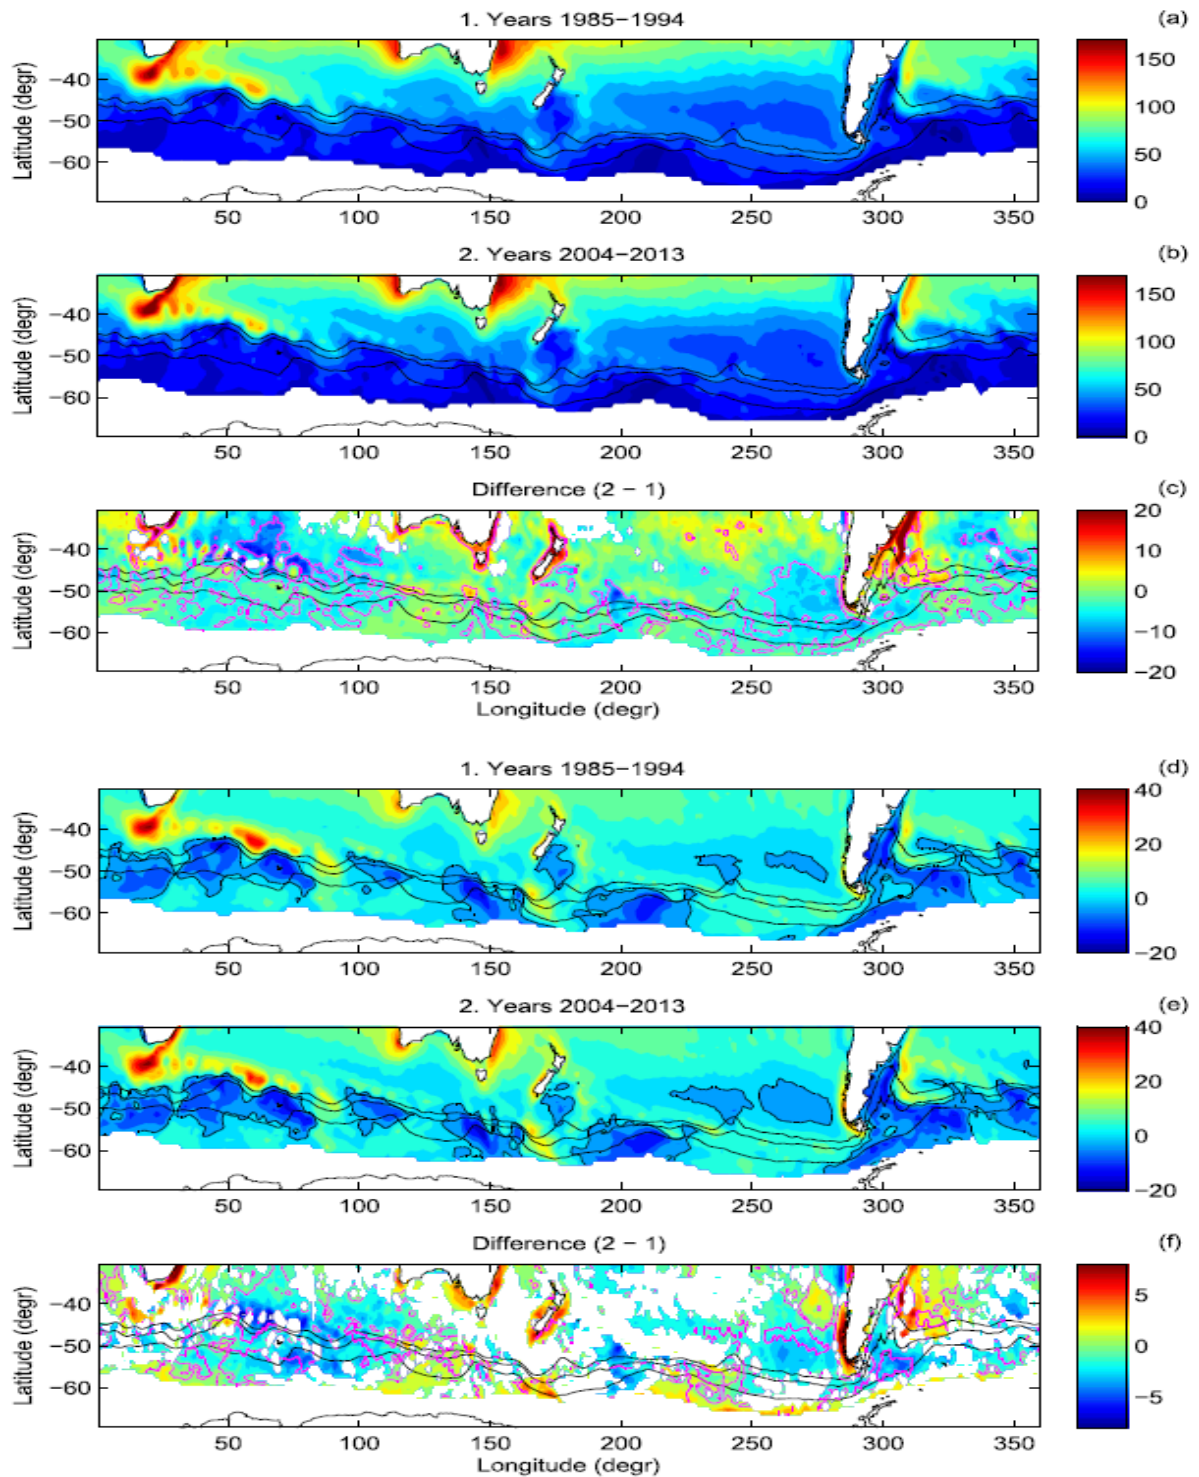 1. Years 1985−1994
(a)
Latitude (degr)
−40
−50
−60
50 100 150 200 250 300 350
150
100
50
0
2. Years 2004−2013
(b)
Latitude (degr)
−40
−50
−60
50 100 150 200 250 300 350
150
100
50
0
Difference (2 − 1)
(c)
Latitude (degr)
−40
−50
−60
50 100 150 200 250 300 350
Longitude (degr)
20
10
0
−10
−20
1. Years 1985−1994
(d)
Latitude (degr)
−40
−50
−60
50 100 150 200 250 300 350
40
20
0
−20
2. Years 2004−2013
(e)
Latitude (degr)
−40
−50
−60
50 100 150 200 250 300 350
40
20
0
−20
Difference (2 − 1)
(f)
Latitude (degr)
−40
−50
−60
50 100 150 200 250 300 350
Longitude (degr)
5
0
−5